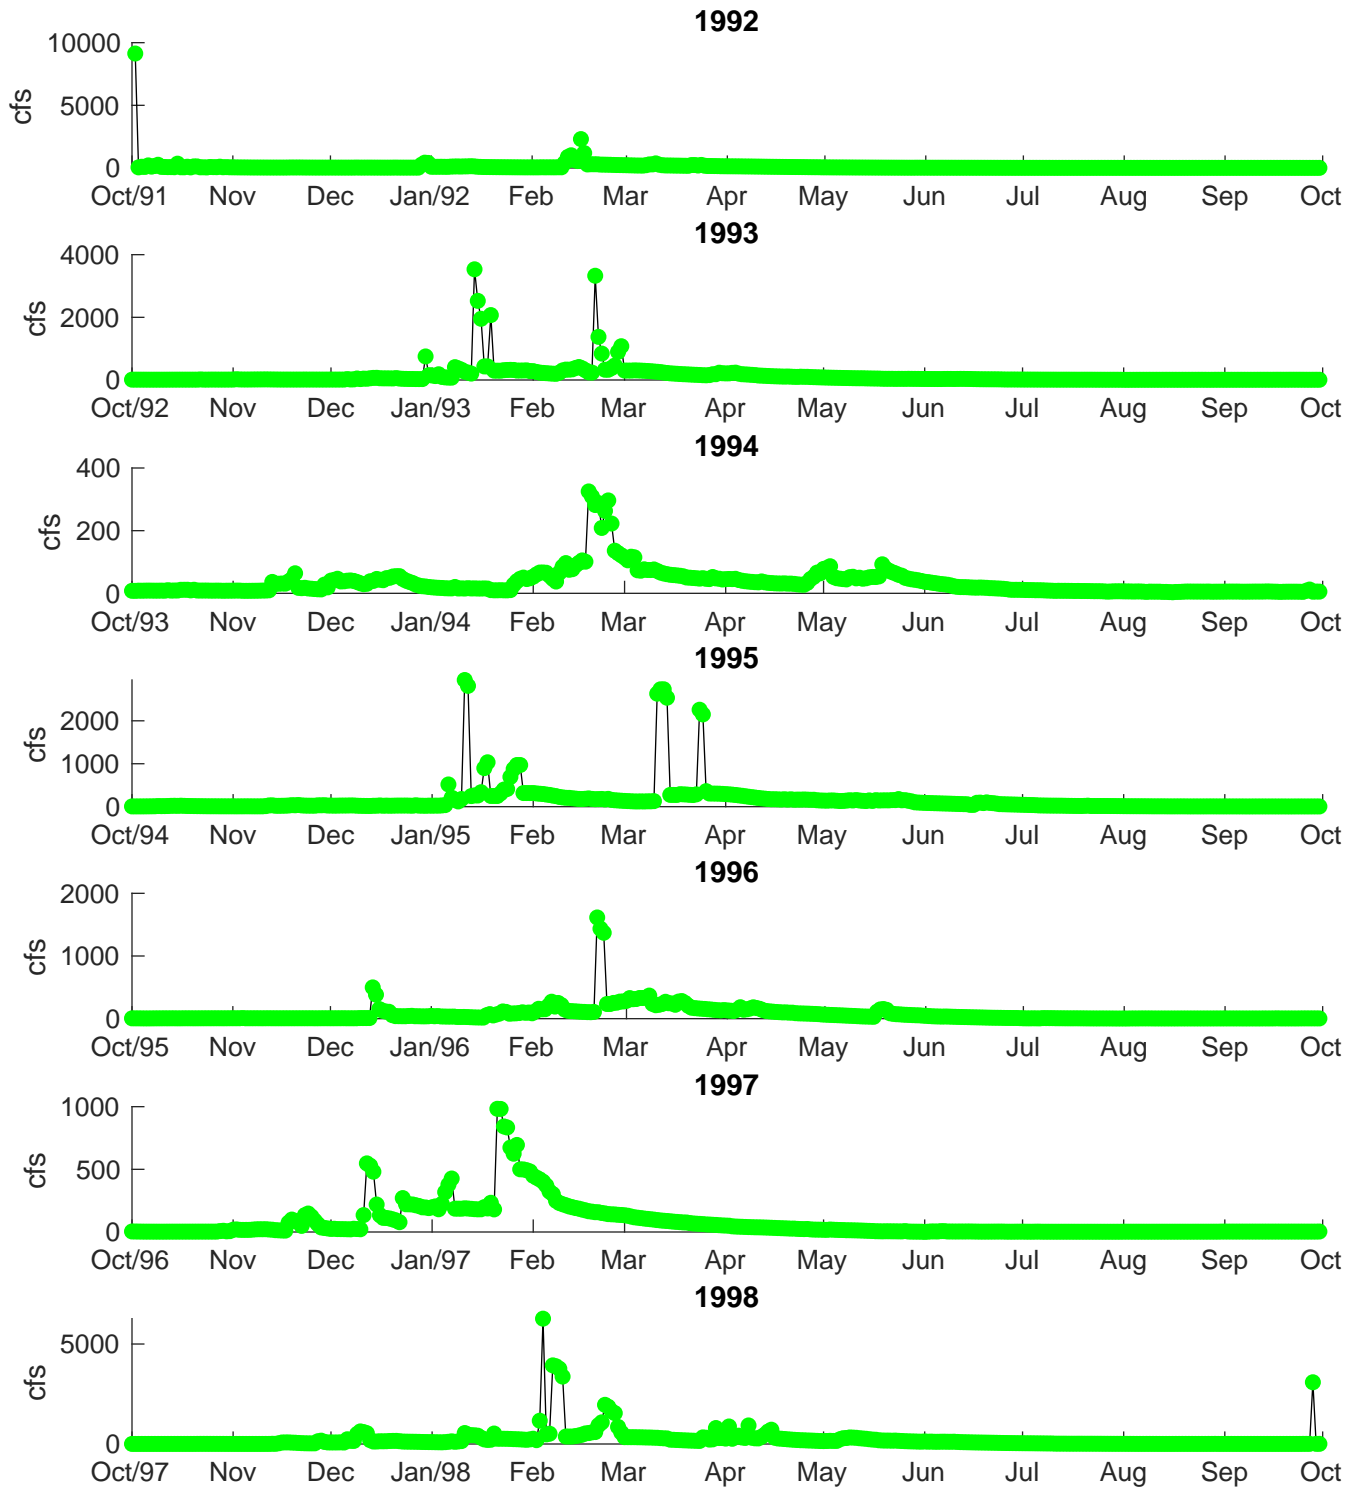 1992
10000
5000
0
cfs
Oct/91 Nov Dec Jan/92 Feb Mar Apr May Jun Jul Aug Sep Oct
1993
4000
2000
0
cfs
Oct/92 Nov Dec Jan/93 Feb Mar Apr May Jun Jul Aug Sep Oct
1994
400
200
0
cfs
Oct/93 Nov Dec Jan/94 Feb Mar Apr May Jun Jul Aug Sep Oct
1995
2000
1000
0
cfs
Oct/94 Nov Dec Jan/95 Feb Mar Apr May Jun Jul Aug Sep Oct
1996
2000
1000
0
cfs
Oct/95 Nov Dec Jan/96 Feb Mar Apr May Jun Jul Aug Sep Oct
1997
1000
500
0
cfs
Oct/96 Nov Dec Jan/97 Feb Mar Apr May Jun Jul Aug Sep Oct
1998
5000
0
cfs
Oct/97 Nov Dec Jan/98 Feb Mar Apr May Jun Jul Aug Sep Oct